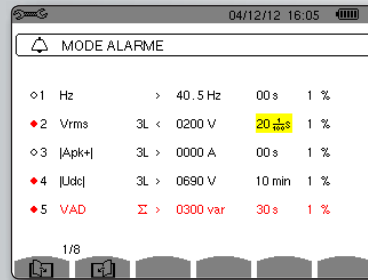 04/12/12 16:05
MODE ALARME
1 Hz > 40.5 Hz 00 s 1 %
2 Vrms 3L < 0200 V 20 1/100 s 1 %
3 |Apk+| 3L > 0000 A 00 s 1 %
4 |Udc| 3L > 0690 V 10 min 1 %
5 VAD Σ > 0300 var 30 s 1 %
1/8